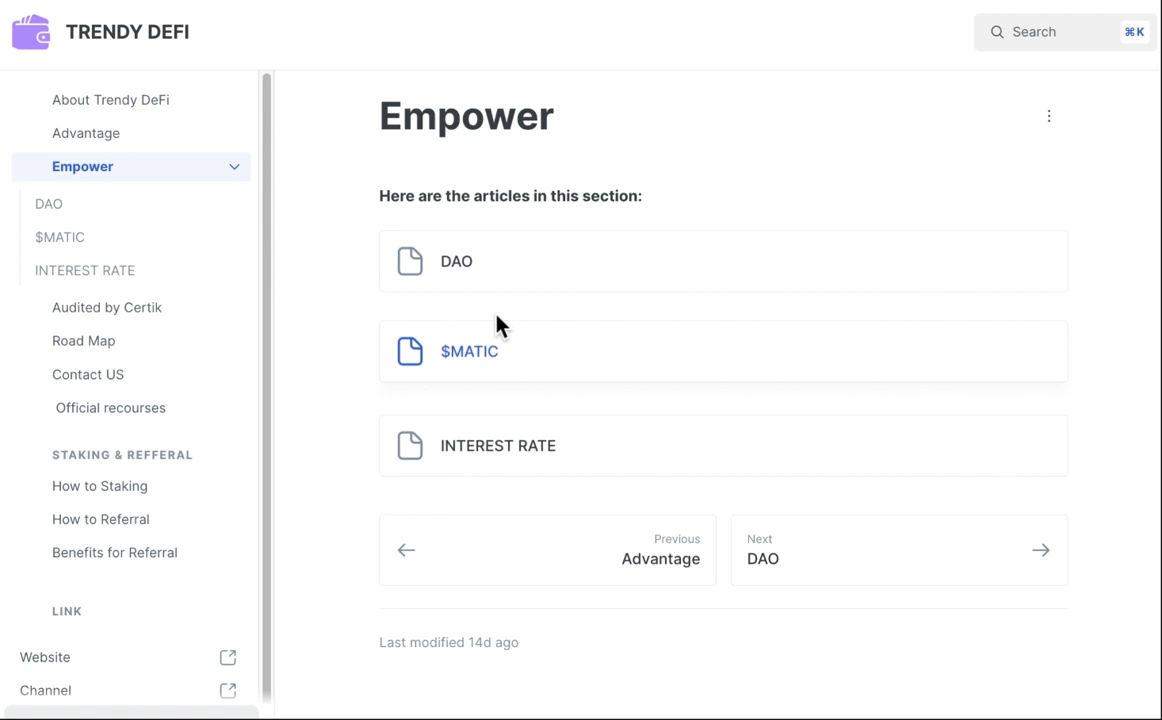 TRENDY DEFI
Search
⌘K
About Trendy DeFi
Advantage
Empower
DAO
$MATIC
INTEREST RATE
Audited by Certik
Road Map
Contact US
Official recourses
STAKING & REFFERAL
How to Staking
How to Referral
Benefits for Referral
LINK
Website
Channel
Empower
Here are the articles in this section:
DAO
$MATIC
INTEREST RATE
Previous
Advantage
Next
DAO
Last modified 14d ago